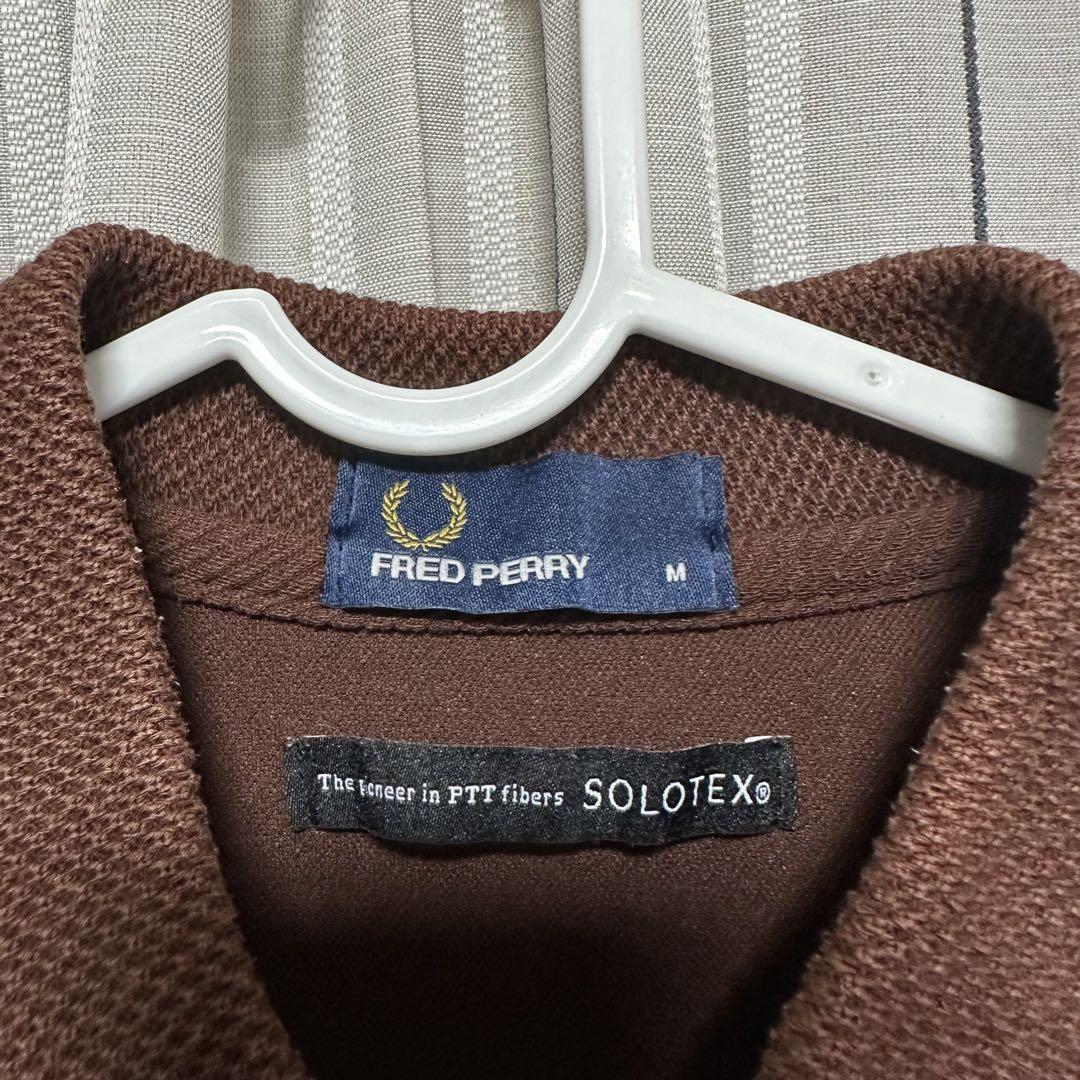 FRED PERRY M
The pioneer in PTT fibers SOLOTEX®